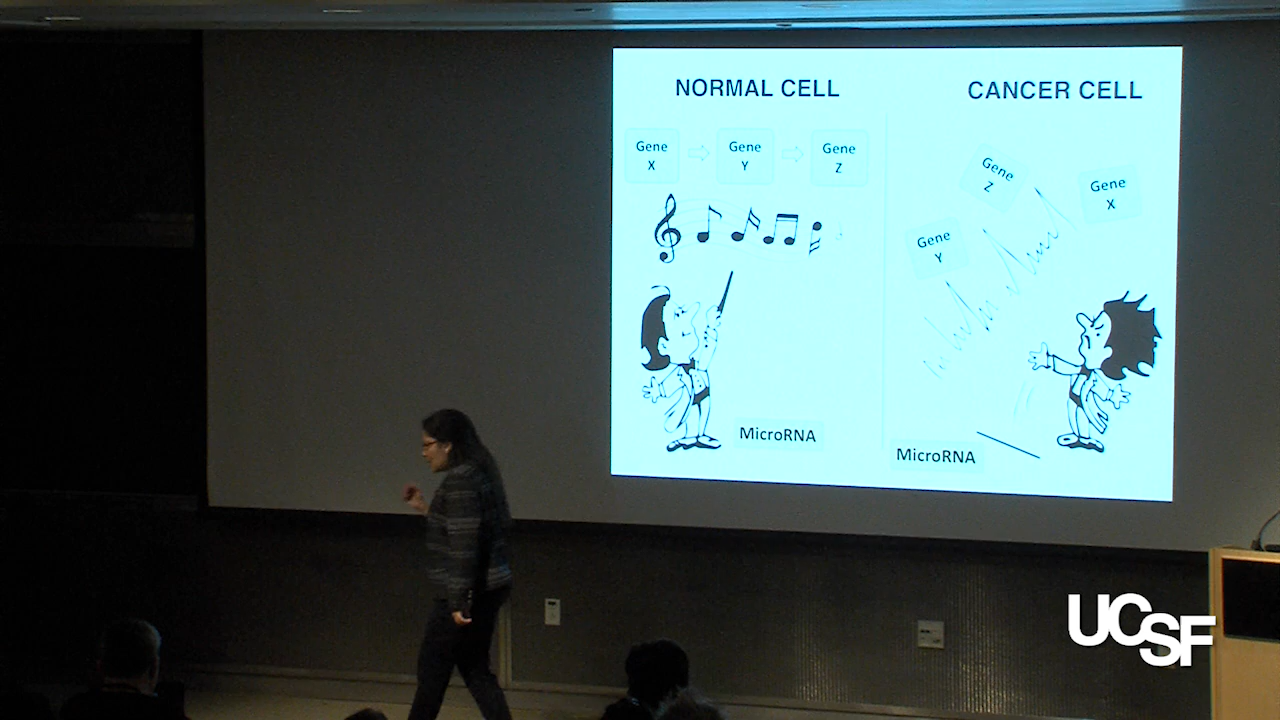 NORMAL CELL
Gene
X
Gene
Y
Gene
Z
MicroRNA
CANCER CELL
Gene
Z
Gene
X
Gene
Y
MicroRNA
UCSF